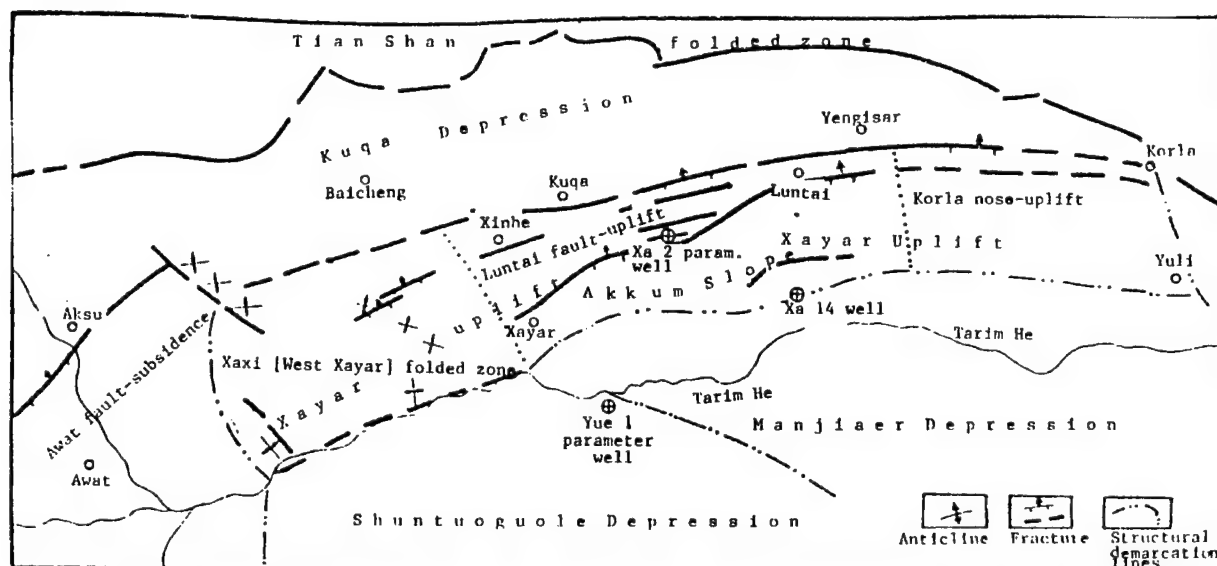 Tian Shan folded zone
Kuqa Depression
Yengisar
Korla
Baicheng
Kuqa
Luntai
Korla nose-uplift
Xinhe
Luntai fault-uplift
Xa 2 param.
well
Xayar Uplift
Yuli
Akkum Slope
Aksu
Xa 14 well
Xayar
Tarim He
Xaxi [West Xayar] folded zone
Xayar uplift
Awat fault-subsidence
Tarim He
Yue 1
parameter
well
Manjiaer Depression
Awat
Shuntuoguole Depression
Anticline
Fracture
Structural
demarcation
lines